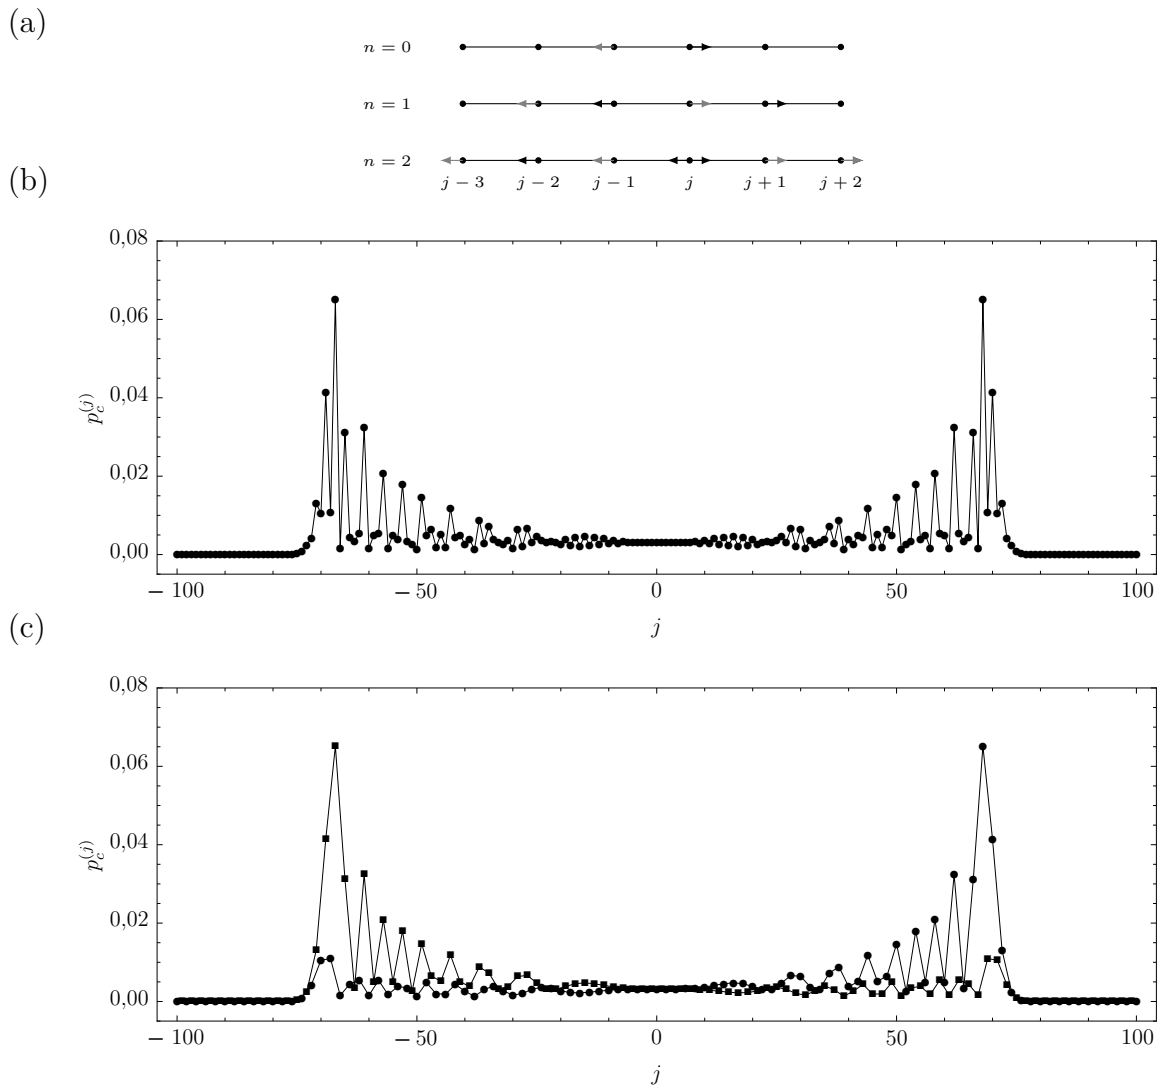 (a)
n = 0
n = 1
n = 2
j − 3 j − 2 j − 1 j j + 1 j + 2
(b)
0,08
0,06
0,04
0,02
0,00
p_c^{(j)}
− 100 − 50 0 50 100
j
(c)
0,08
0,06
0,04
0,02
0,00
p_c^{(j)}
− 100 − 50 0 50 100
j